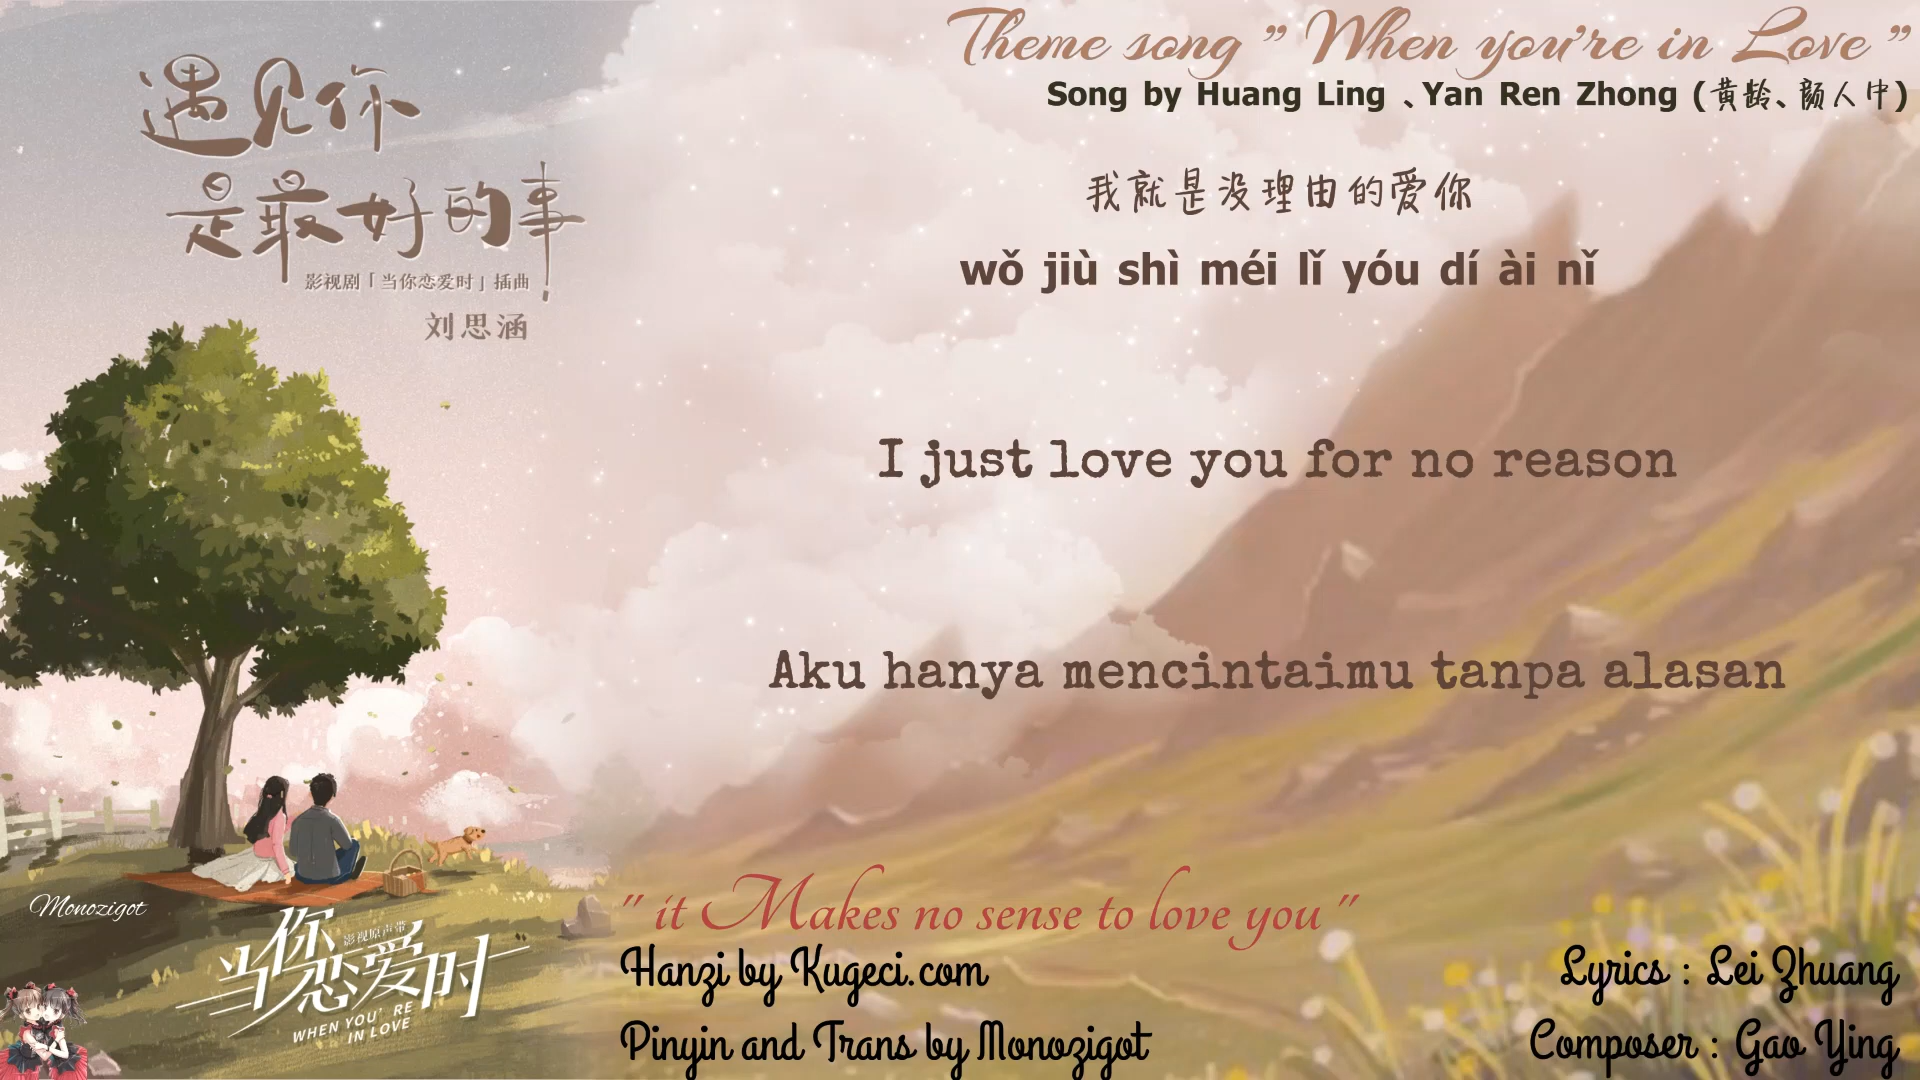 遇见你
是最好的事
影视剧「当你恋爱时」插曲
刘思涵
Theme song " When you're in Love "
Song by Huang Ling 、Yan Ren Zhong (黄龄、颜人中)
我就是没理由的爱你
wǒ jiù shì méi lǐ yóu dí ài nǐ
I just love you for no reason
Aku hanya mencintaimu tanpa alasan
Monozigot
当你恋爱时
影视原声带
WHEN YOU'RE
IN LOVE
" it Makes no sense to love you "
Hanzi by Kugeci.com
Pinyin and Trans by Monozigot
Lyrics : Lei Zhuang
Composer : Gao Ying